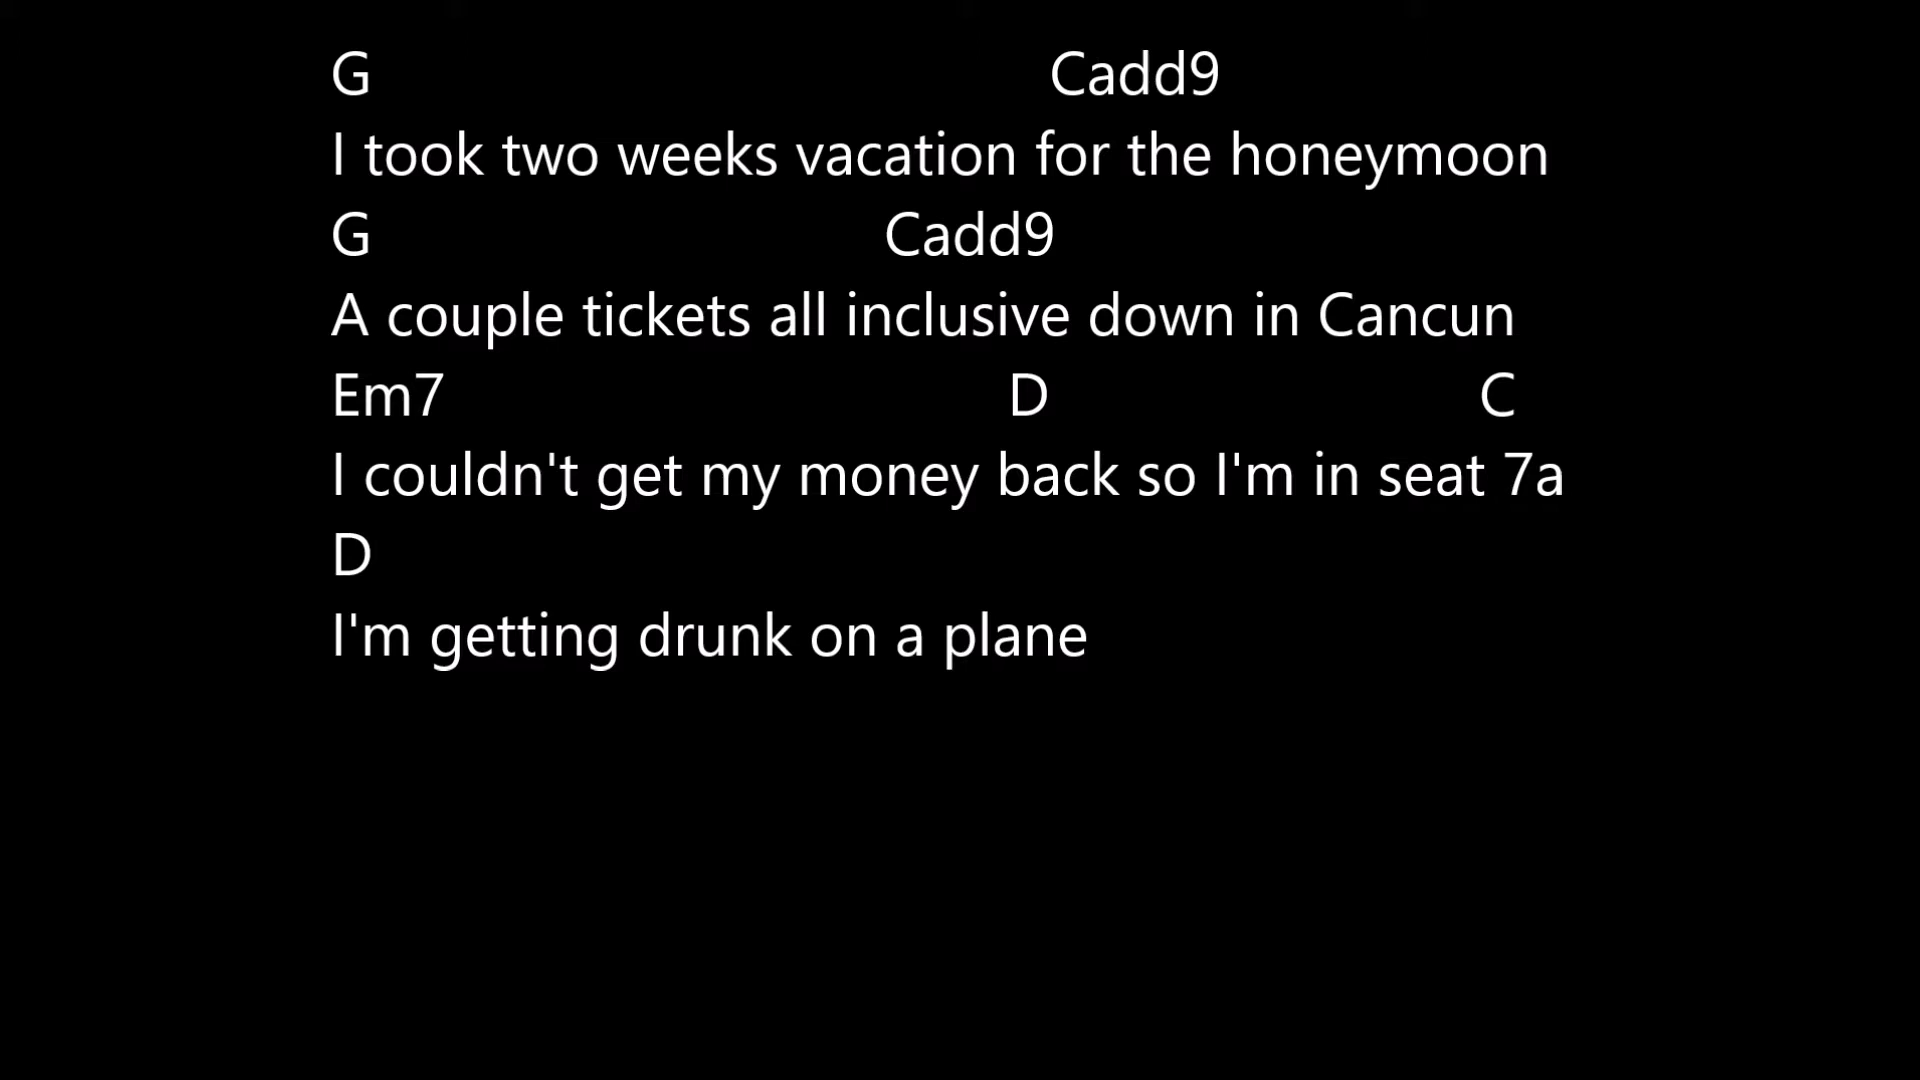 G Cadd9
I took two weeks vacation for the honeymoon
G Cadd9
A couple tickets all inclusive down in Cancun
Em7 D C
I couldn't get my money back so I'm in seat 7a
D
I'm getting drunk on a plane